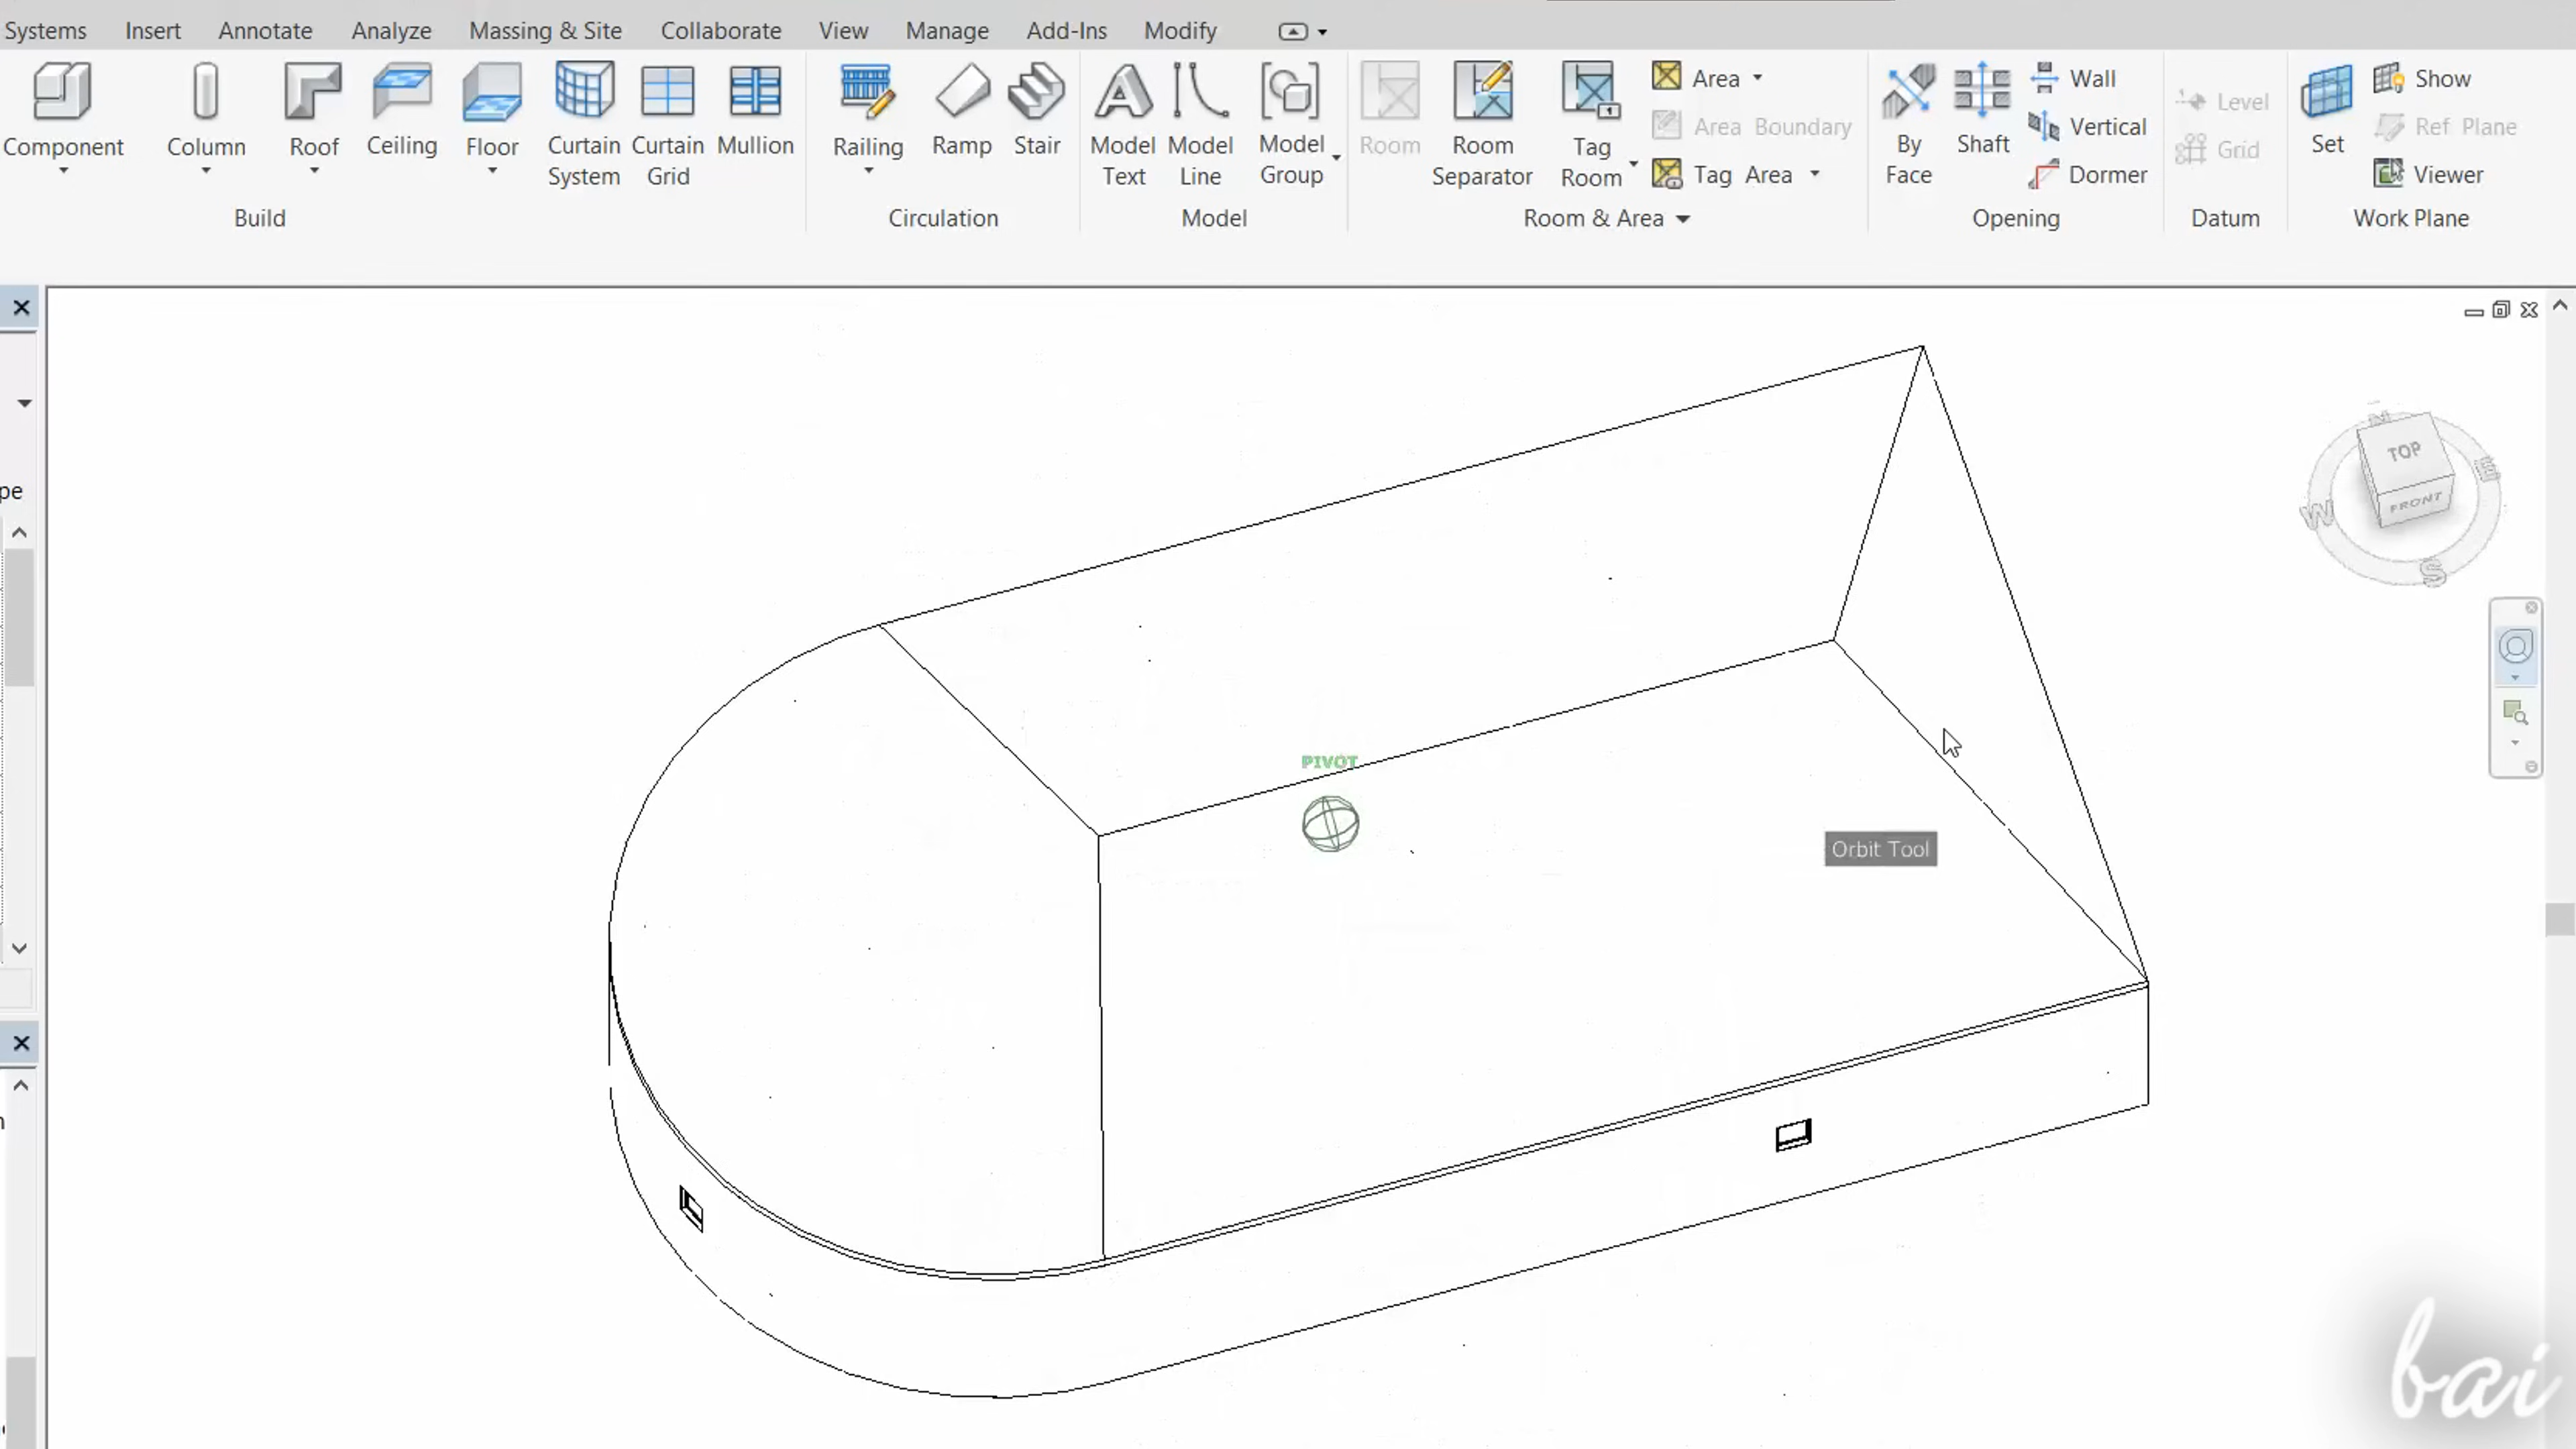 Systems Insert Annotate Analyze Massing & Site Collaborate View Manage Add-Ins Modify
Component Column Roof Ceiling Floor Curtain System Curtain Grid Mullion
Build
Railing Ramp Stair
Circulation
Model Text Model Line Model Group
Model
Room Room Separator Tag Room Area Area Boundary Tag Area
Room & Area
By Face Shaft Wall Vertical Dormer
Opening
Level Grid
Datum
Set Show Ref Plane Viewer
Work Plane
pe
N
TOP
E
FRONT
W
S
PIVOT
Orbit Tool
bai